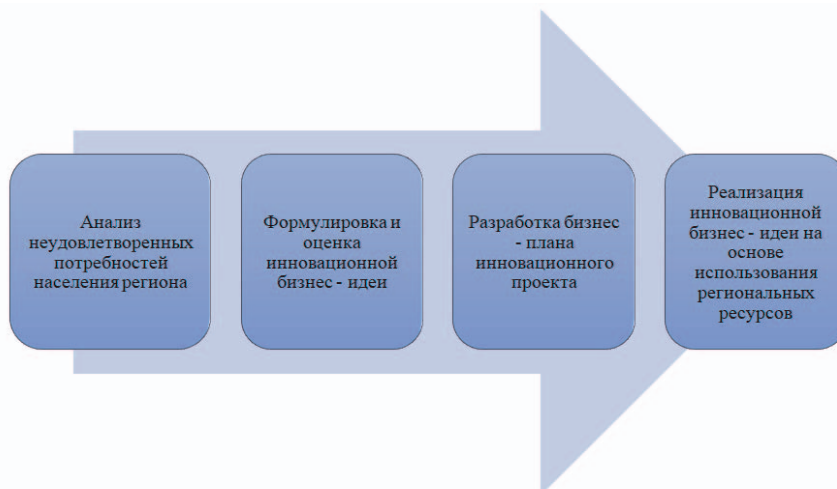 Анализ
неудовлетворенных
потребностей
населения региона
Формулировка и
оценка
инновационной
бизнес - идеи
Разработка бизнес
- плана
инновационного
проекта
Реализация
инновационной
бизнес - идеи на
основе
использования
региональных
ресурсов